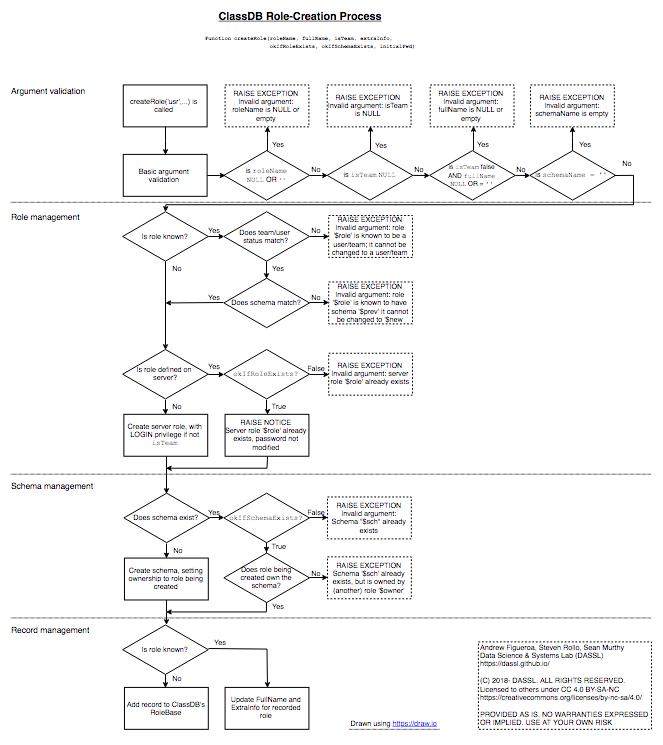 ClassDB Role-Creation Process
Function createRole(roleName, fullName, isTeam, extraInfo,
okIfRoleExists, okIfSchemaExists, initialPwd)
Argument validation
createRole('usr',...) is
called
RAISE EXCEPTION
Invalid argument:
roleName is NULL or
empty
RAISE EXCEPTION
Invalid argument: isTeam
is NULL
RAISE EXCEPTION
Invalid argument:
fullName is NULL or
empty
RAISE EXCEPTION
Invalid argument:
schemaName is empty
Yes
Yes
Yes
Yes
Basic argument
validation
is roleName
NULL OR ''
No
is isTeam NULL
No
is isTeam false
AND fullName
NULL OR = ''
No
is schemaName = ''
No
Role management
Is role known?
Yes
Does team/user
status match?
No
RAISE EXCEPTION
Invalid argument: role
'$role' is known to be a
user/team; it cannot be
changed to a user/team
No
Yes
Yes
Does schema match?
No
RAISE EXCEPTION
Invalid argument: role
'$role' is known to have
schema '$prev' it cannot
be changed to '$new
Is role defined on
server?
Yes
okIfRoleExists?
False
RAISE EXCEPTION
Invalid argument: server
role '$role' already exists
No
True
Create server role, with
LOGIN privilege if not
isTeam
RAISE NOTICE
Server role '$role' already
exists, password not
modified
Schema management
Does schema exist?
Yes
okIfSchemaExists?
False
RAISE EXCEPTION
Invalid argument:
Schema "$sch" already
exists
No
True
Create schema, setting
ownership to role being
created
Does role being
created own the
schema?
No
RAISE EXCEPTION
Schema '$sch' already
exists, but is owned by
(another) role '$owner'
Yes
Record management
Is role known?
Yes
No
Add record to ClassDB's
RoleBase
Update FullName and
ExtraInfo for recorded
role
Drawn using https://draw.io
Andrew Figueroa, Steven Rollo, Sean Murthy
Data Science & Systems Lab (DASSL)
https://dassl.github.io/
(C) 2018- DASSL. ALL RIGHTS RESERVED.
Licensed to others under CC 4.0 BY-SA-NC
https://creativecommons.org/licenses/by-nc-sa/4.0/
PROVIDED AS IS. NO WARRANTIES EXPRESSED
OR IMPLIED. USE AT YOUR OWN RISK